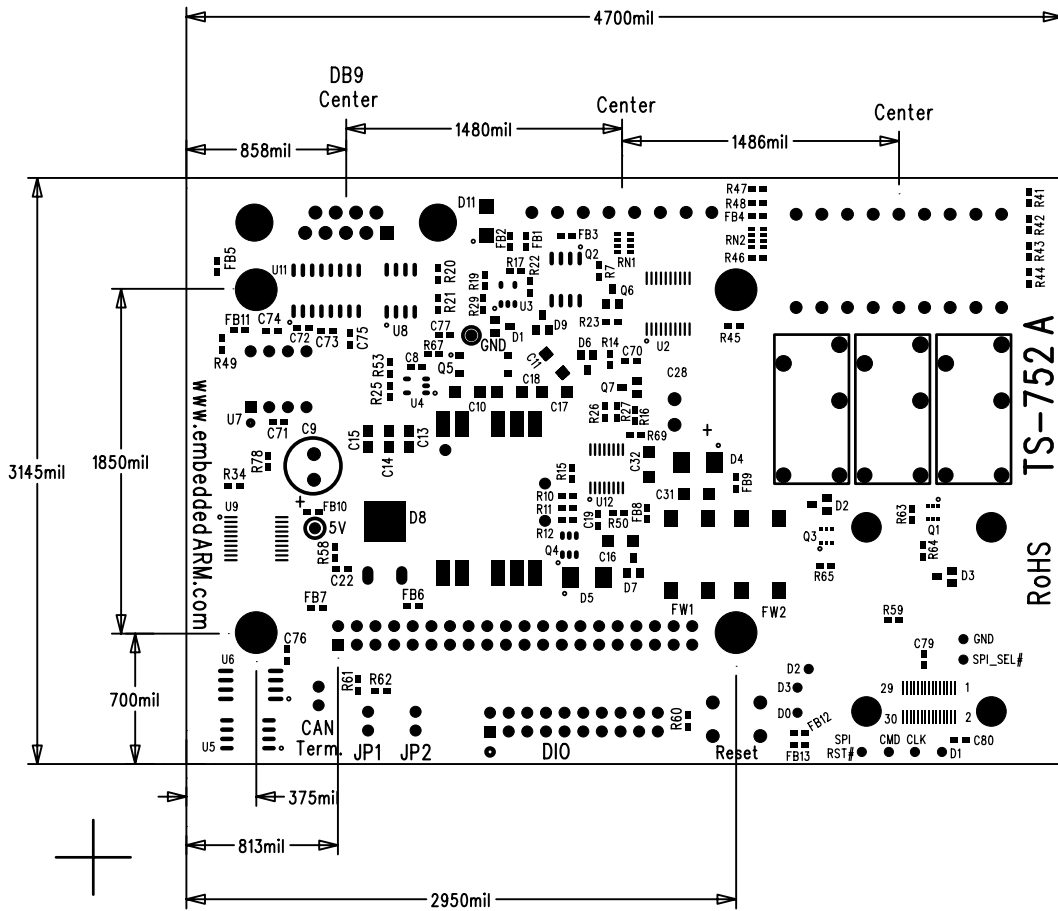 4700mil
DB9
Center
Center
Center
1480mil
1486mil
858mil
R47
R48
FB4
RN2
R46
R41
R42
R43
R44
D11
FB2
FB1
FB3
Q2
RN1
R7
FB5
U11
U8
R20
R21
R19
R29
R17
R22
U3
Q6
R23
U2
R45
FB11
C74
C72
C73
C75
C77
R67
GND
D1
D9
D6
R14
C70
R49
R53
R25
C8
Q5
U4
C10
C18
C11
C17
Q7
C28
R26
R27
R16
R69
U7
C71
C9
C15
C14
C13
+
D4
C32
C31
FB9
TS-752 A
3145mil
1850mil
www.embeddedARM.com
R78
R34
U9
+
FB10
5V
D8
R15
R10
R11
R12
Q4
U12
C19
R50
FB8
C16
D5
D7
D2
Q3
R65
R63
Q1
R64
D3
RoHS
R58
C22
FB7
FB6
FW1
FW2
R59
GND
SPI_SEL#
C79
700mil
C76
U6
U5
R61
R62
CAN
Term.
JP1
JP2
DIO
R60
Reset
D2
D3
D0
FB12
FB13
29
1
30
2
SPI
RST#
CMD
CLK
D1
C80
375mil
813mil
2950mil